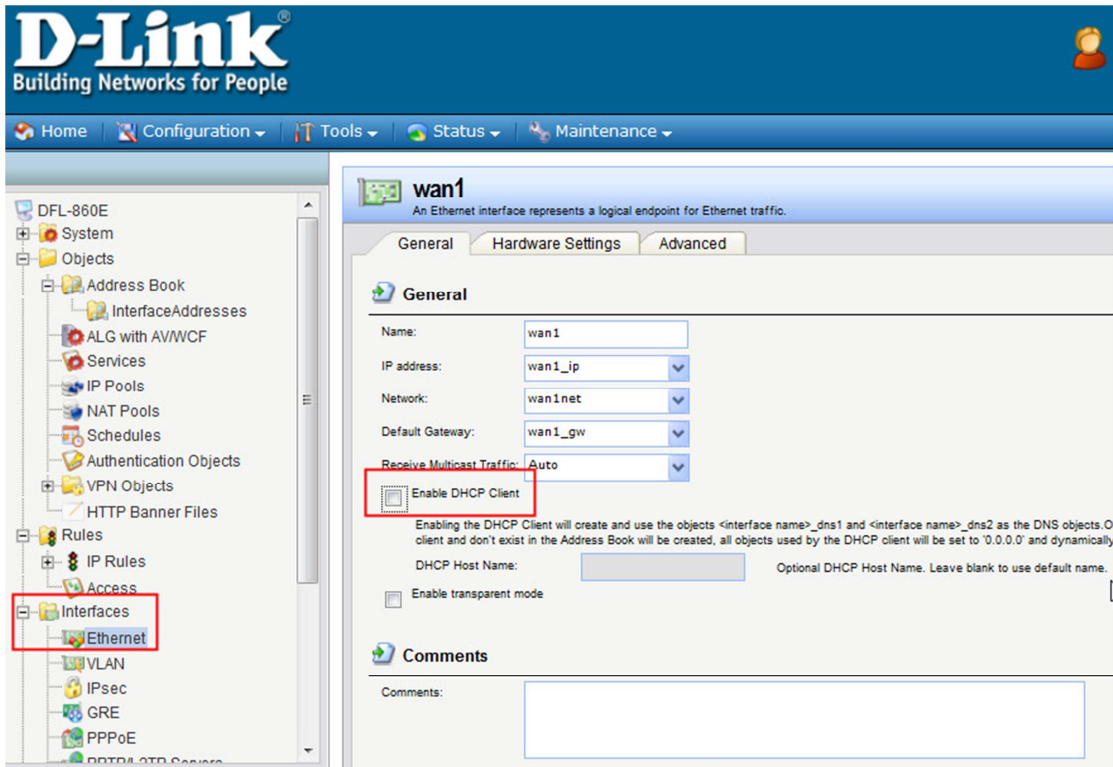 D-Link®
Building Networks for People
Home Configuration Tools Status Maintenance
DFL-860E
System
Objects
Address Book
InterfaceAddresses
ALG with AV/WCF
Services
IP Pools
NAT Pools
Schedules
Authentication Objects
VPN Objects
HTTP Banner Files
Rules
IP Rules
Access
Interfaces
Ethernet
VLAN
IPsec
GRE
PPPoE
PPTP/L2TP Servers
wan1
An Ethernet interface represents a logical endpoint for Ethernet traffic.
General Hardware Settings Advanced
General
Name: wan1
IP address: wan1_ip
Network: wan1net
Default Gateway: wan1_gw
Receive Multicast Traffic: Auto
Enable DHCP Client
Enabling the DHCP Client will create and use the objects <interface name>_dns1 and <interface name>_dns2 as the DNS objects.O
client and don't exist in the Address Book will be created, all objects used by the DHCP client will be set to '0.0.0.0' and dynamically
DHCP Host Name: Optional DHCP Host Name. Leave blank to use default name.
Enable transparent mode
Comments
Comments: